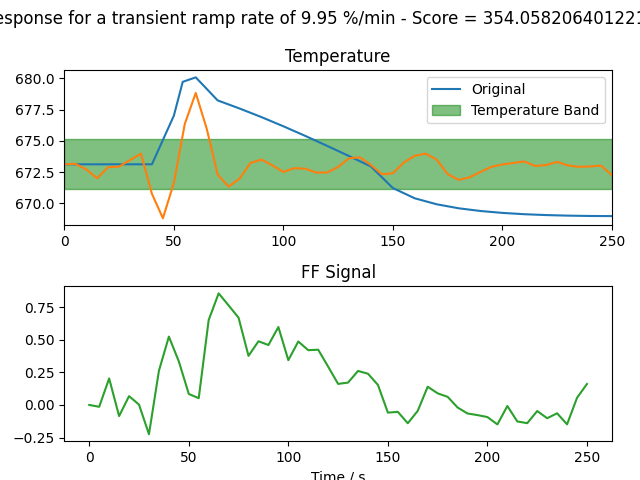 esponse for a transient ramp rate of 9.95 %/min - Score = 354.058206401221
Temperature
680.0
677.5
675.0
672.5
670.0
Original
Temperature Band
0 50 100 150 200 250
FF Signal
0.75
0.50
0.25
0.00
−0.25
0 50 100 150 200 250
Time / s